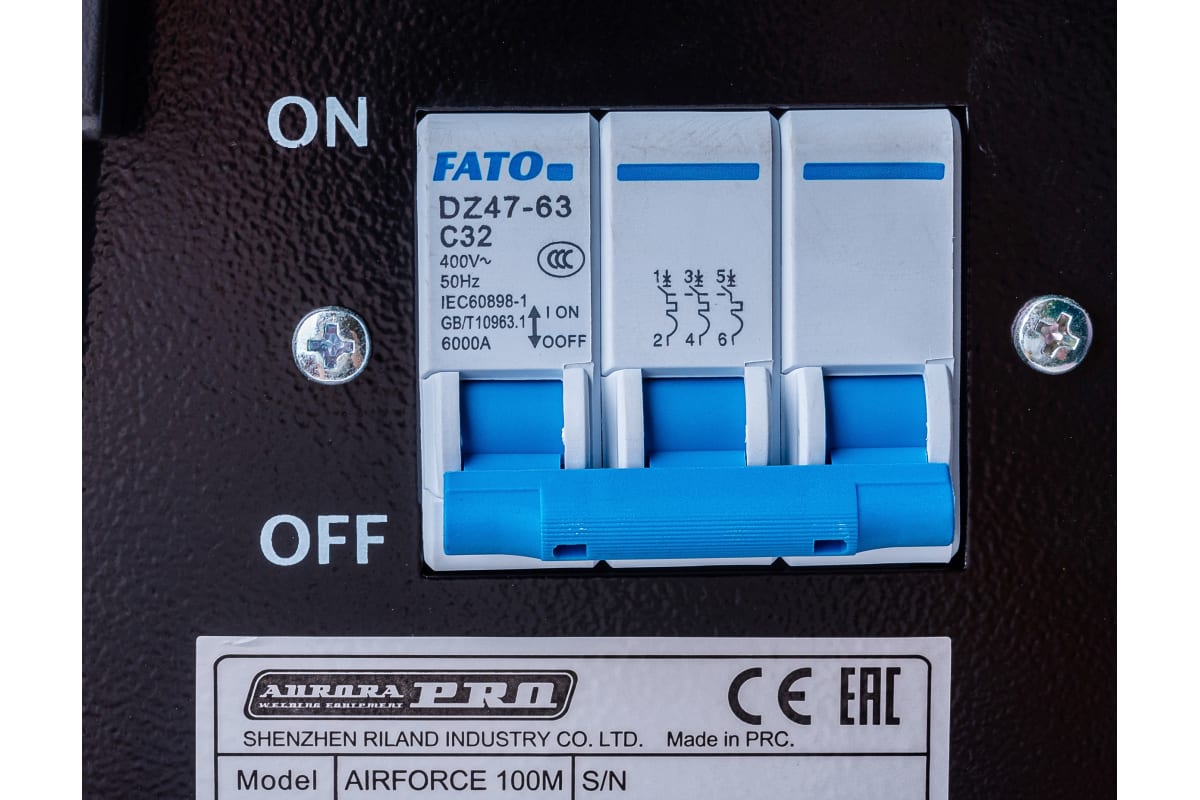 ON
FATO
DZ47-63
C32
400V~
CCC
50Hz
IEC60898-1
I ON
GB/T10963.1
6000A
OOFF
1 3 5
2 4 6
OFF
AURORA PRO
WELDING EQUIPMENT
CE EAC
SHENZHEN RILAND INDUSTRY CO. LTD. Made in PRC.
Model AIRFORCE 100M S/N